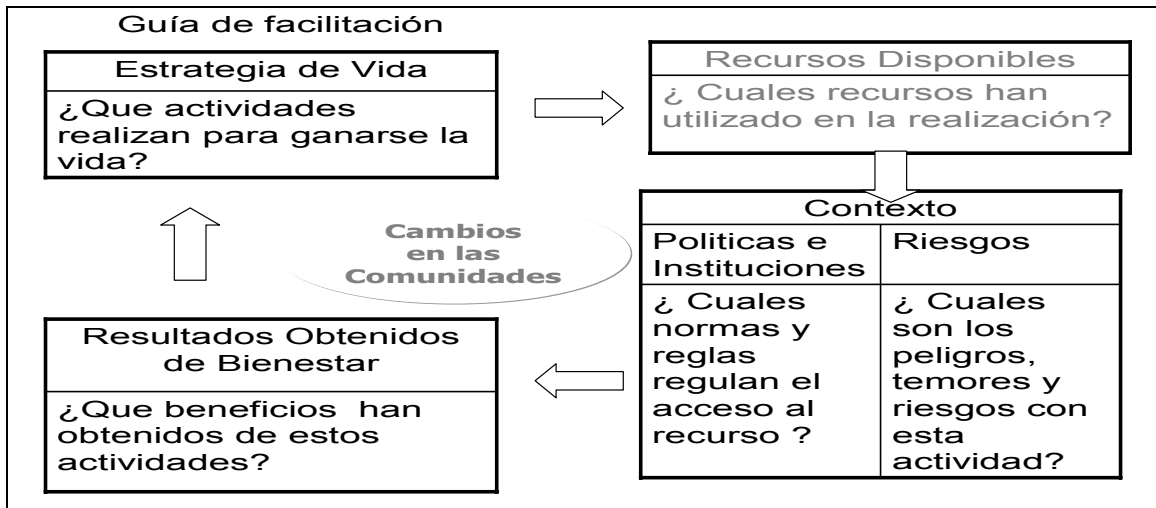 Guía de facilitación
Estrategia de Vida
¿Que actividades
realizan para ganarse la
vida?
Recursos Disponibles
¿ Cuales recursos han
utilizado en la realización?
Contexto
Politicas e
Instituciones
¿ Cuales
normas y
reglas
regulan el
acceso al
recurso ?
Riesgos
¿ Cuales
son los
peligros,
temores y
riesgos con
esta
actividad?
Cambios
en las
Comunidades
Resultados Obtenidos
de Bienestar
¿Que beneficios  han
obtenidos de estos
actividades?